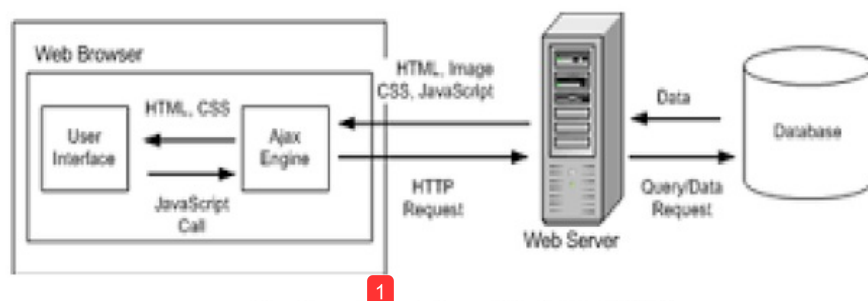 Web Browser
User
Interface
HTML, CSS
JavaScript
Call
Ajax
Engine
HTML, Image
CSS, JavaScript
HTTP
Request
Web Server
Data
Query/Data
Request
Database
1